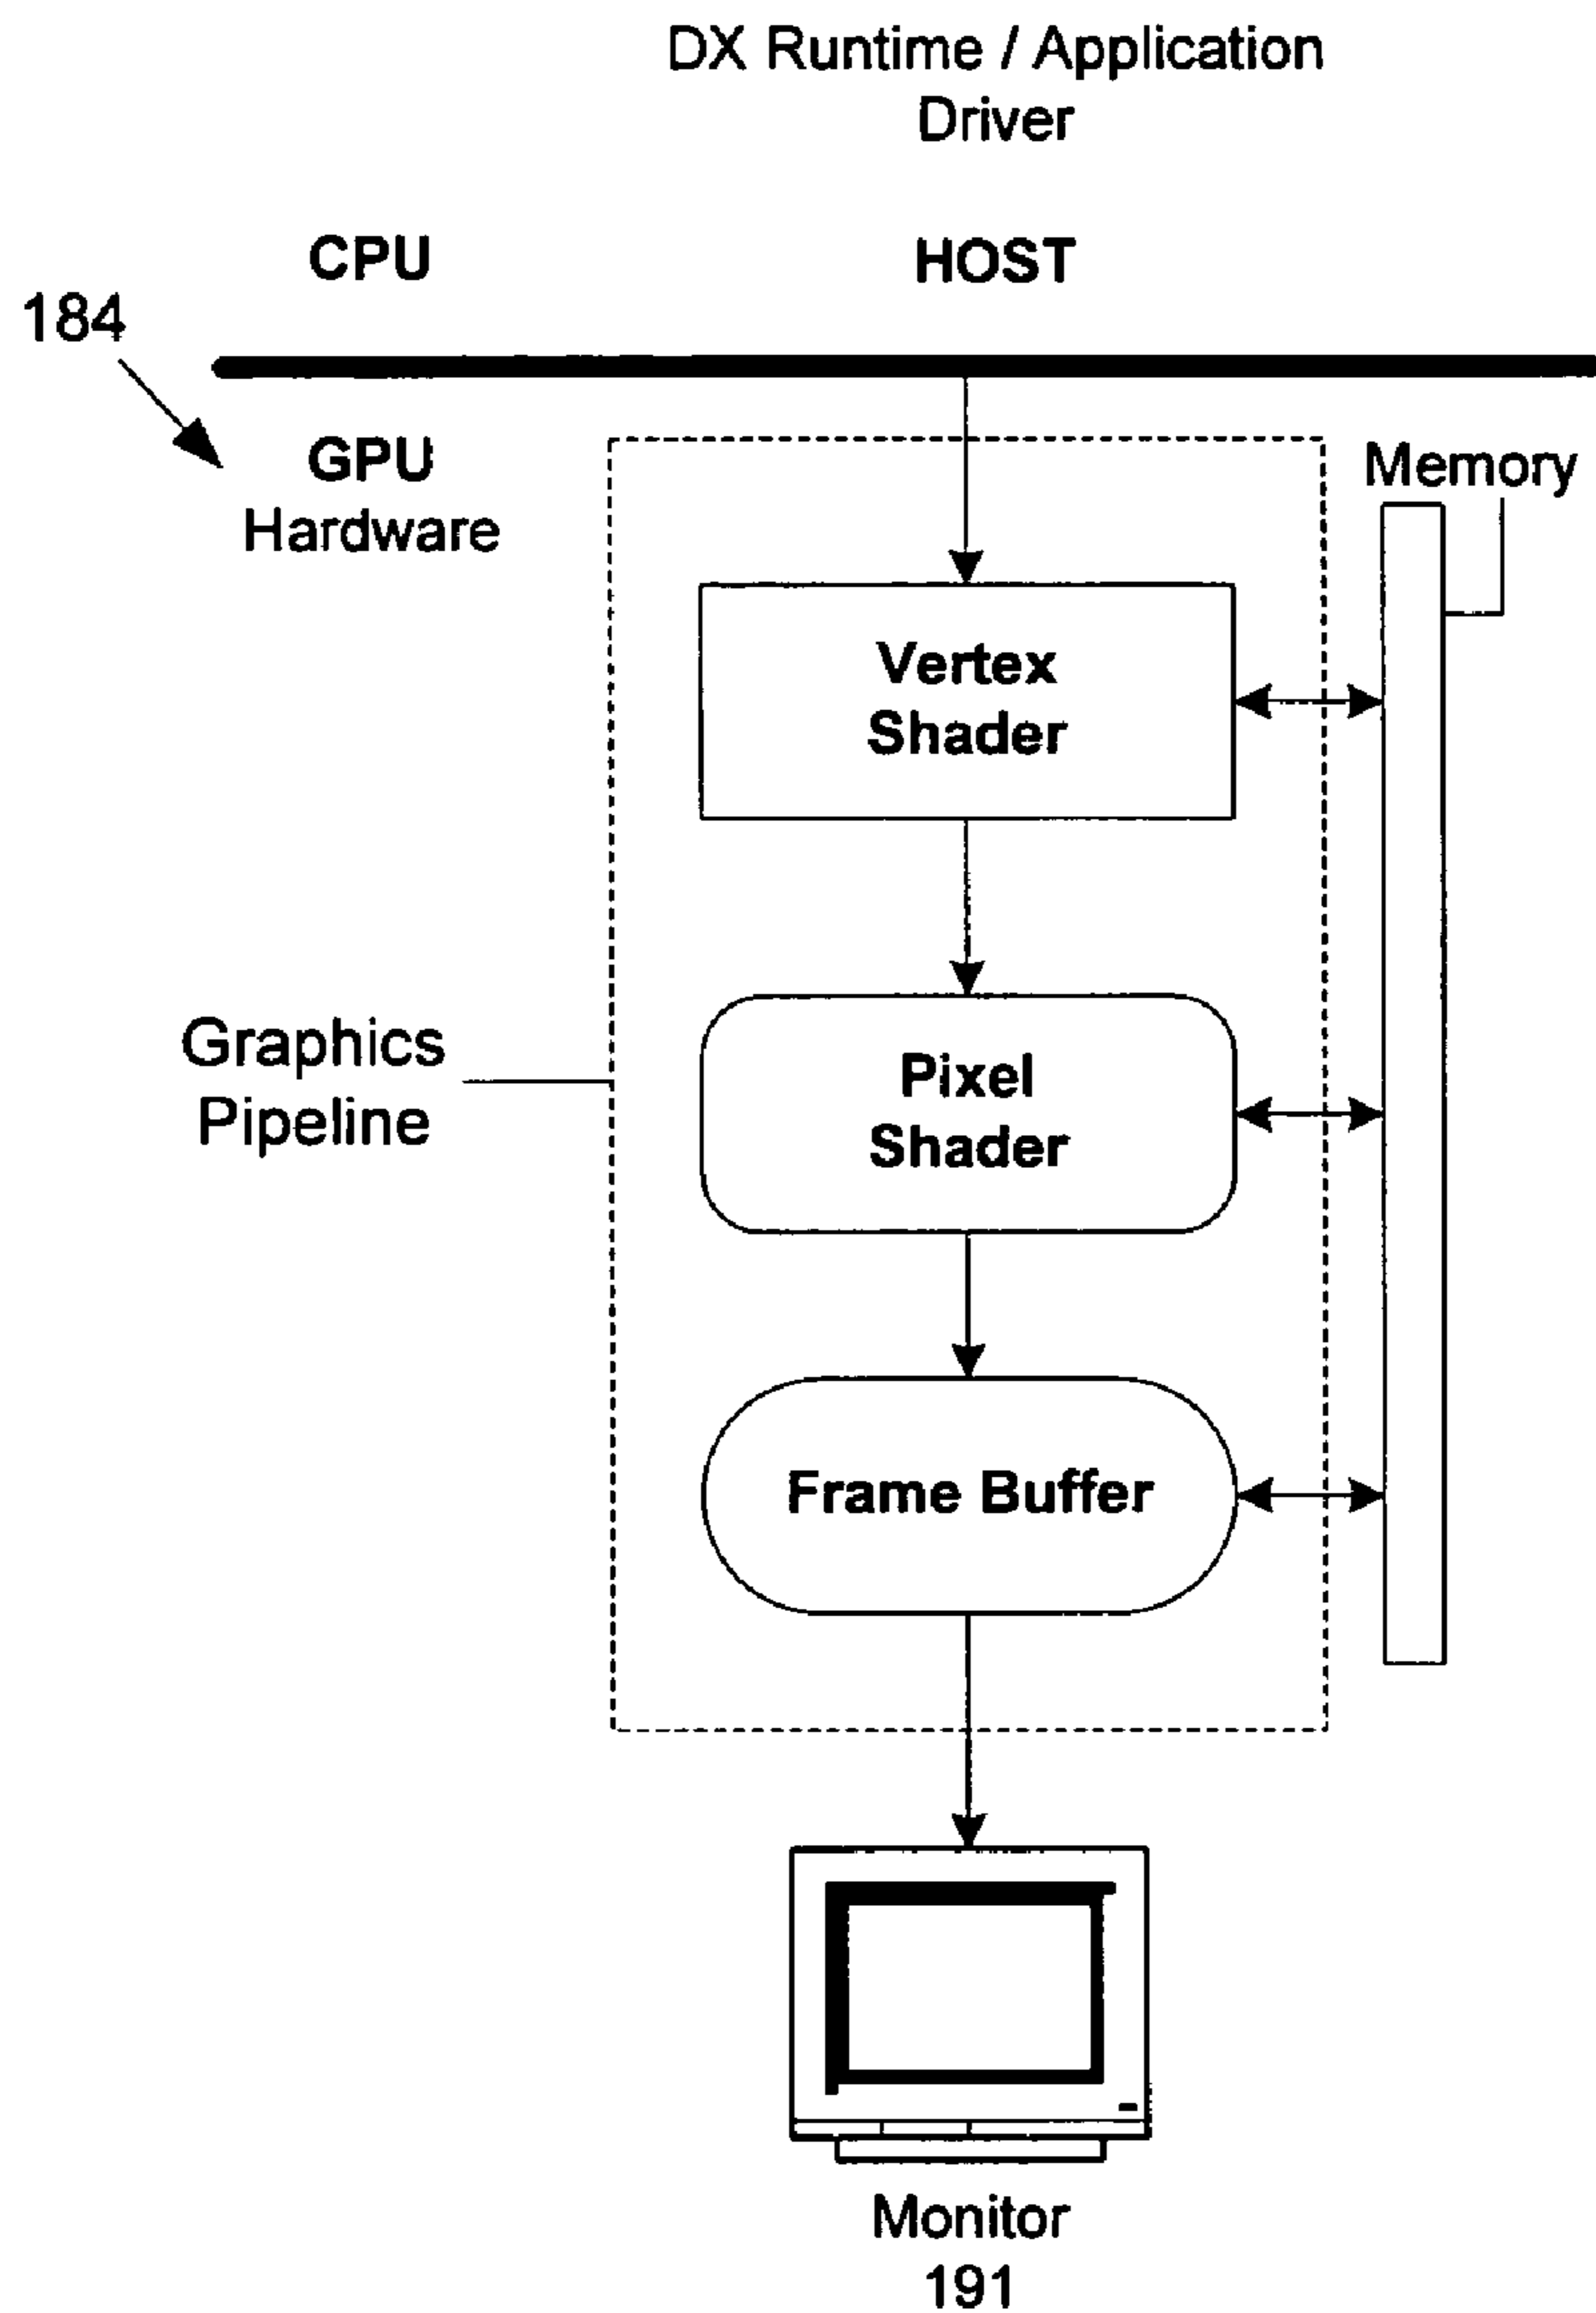 DX Runtime / Application
Driver
CPU
HOST
184
GPU
Hardware
Memory
Vertex
Shader
Graphics
Pipeline
Pixel
Shader
Frame Buffer
Monitor
191